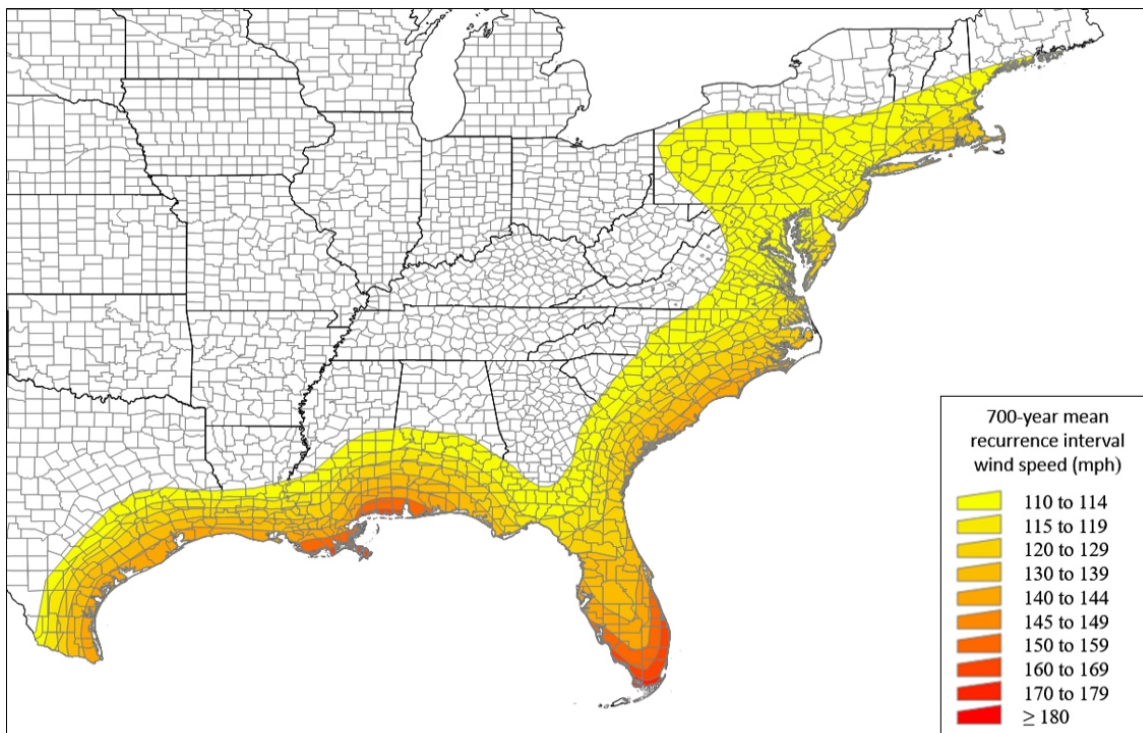 700-year mean
recurrence interval
wind speed (mph)
110 to 114
115 to 119
120 to 129
130 to 139
140 to 144
145 to 149
150 to 159
160 to 169
170 to 179
≥ 180